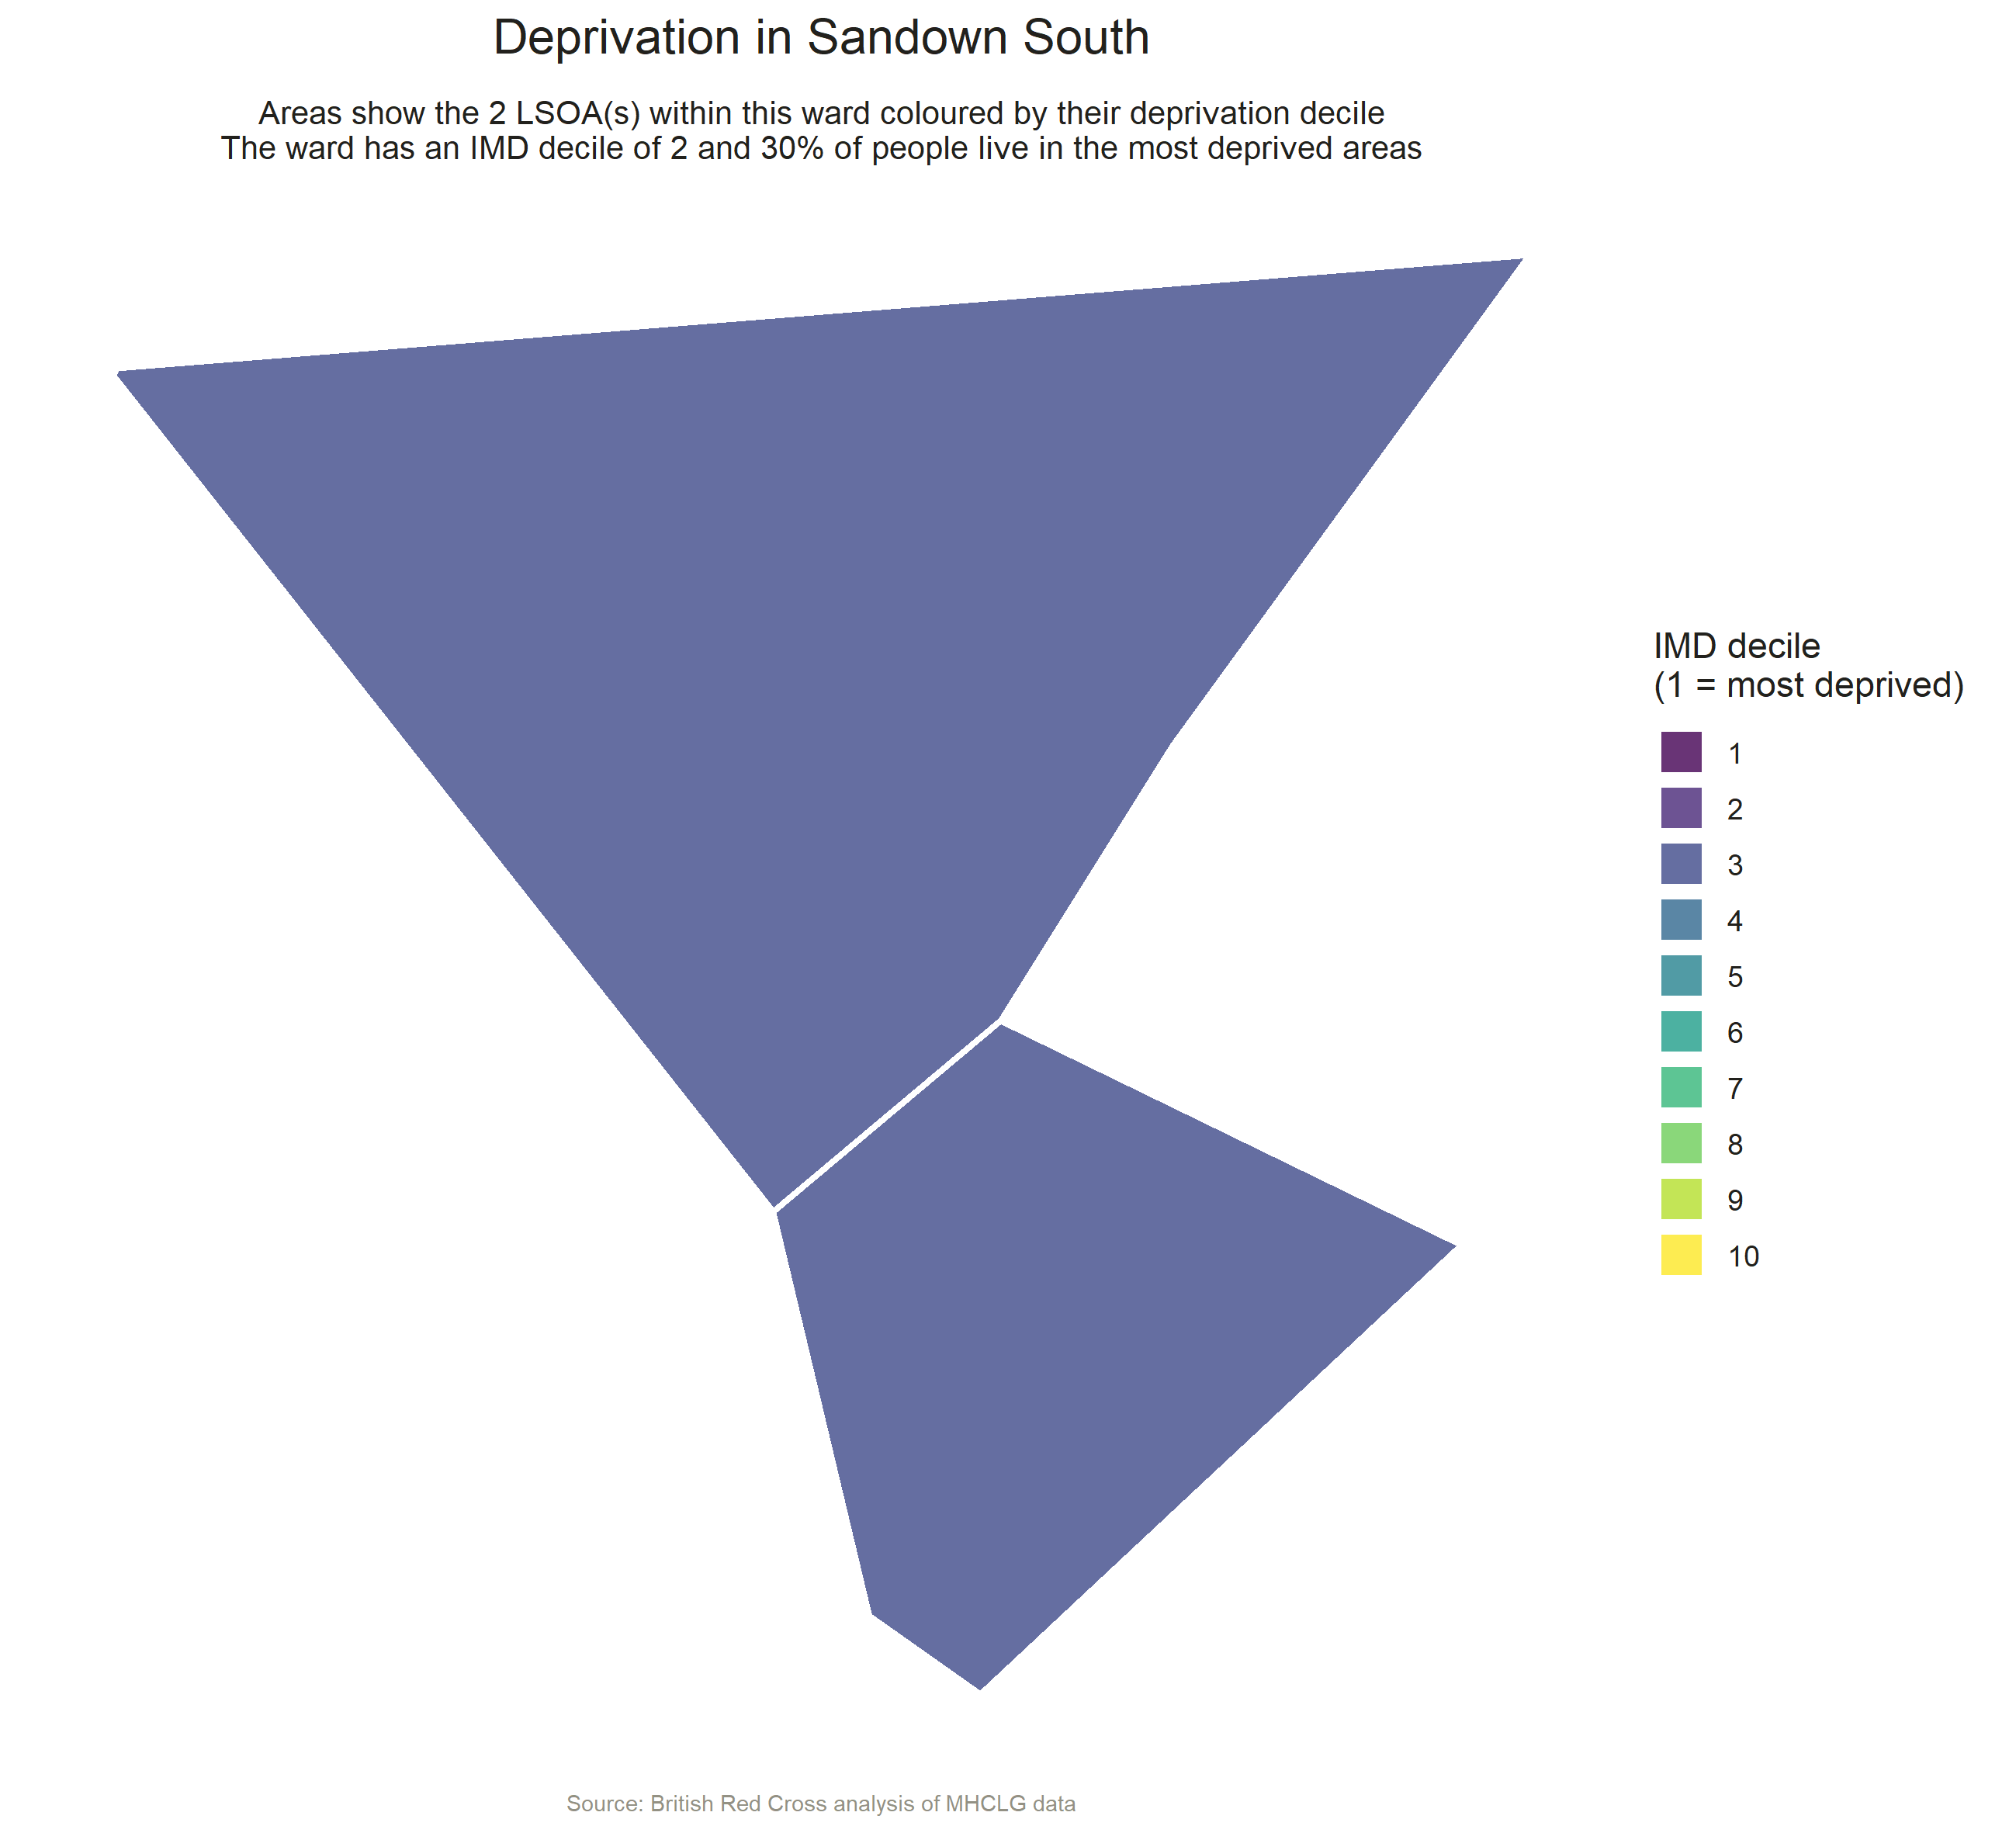 Deprivation in Sandown South
Areas show the 2 LSOA(s) within this ward coloured by their deprivation decile
The ward has an IMD decile of 2 and 30% of people live in the most deprived areas
IMD decile
(1 = most deprived)
1
2
3
4
5
6
7
8
9
10
Source: British Red Cross analysis of MHCLG data